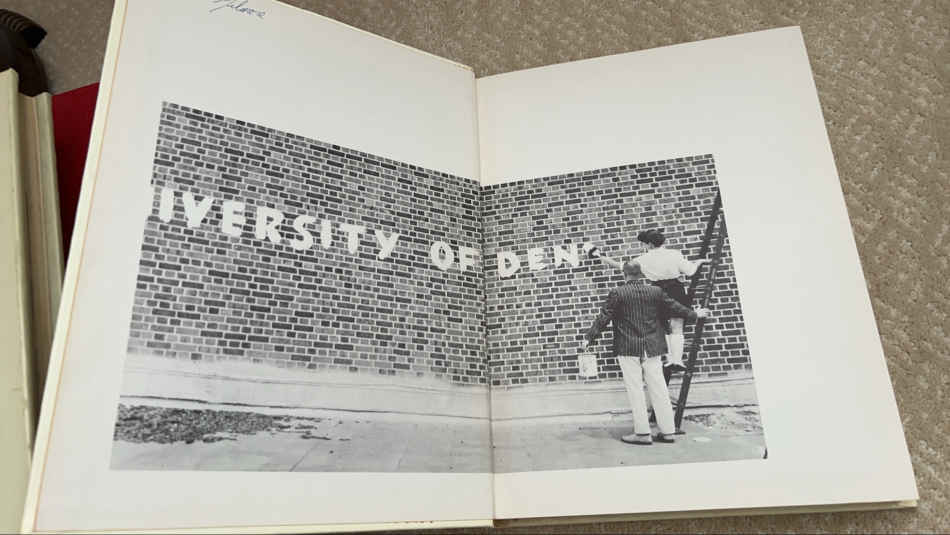 IVERSITY OF DEN